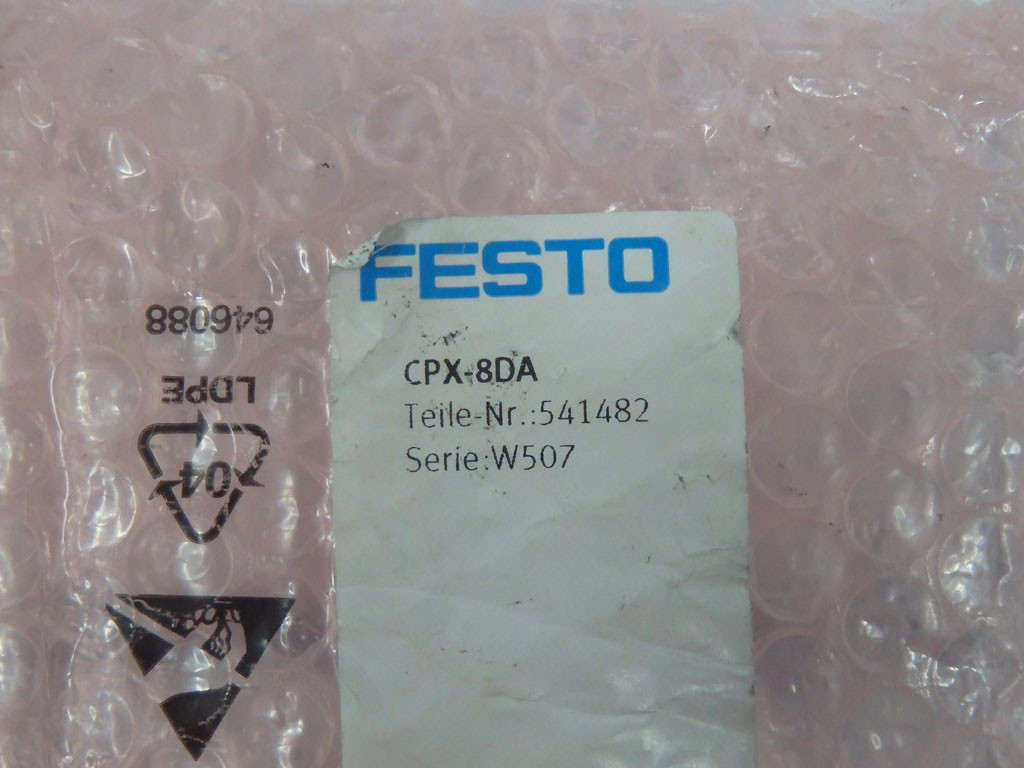 FESTO
CPX-8DA
Teile-Nr.:541482
Serie:W507
646088
LDPE
04